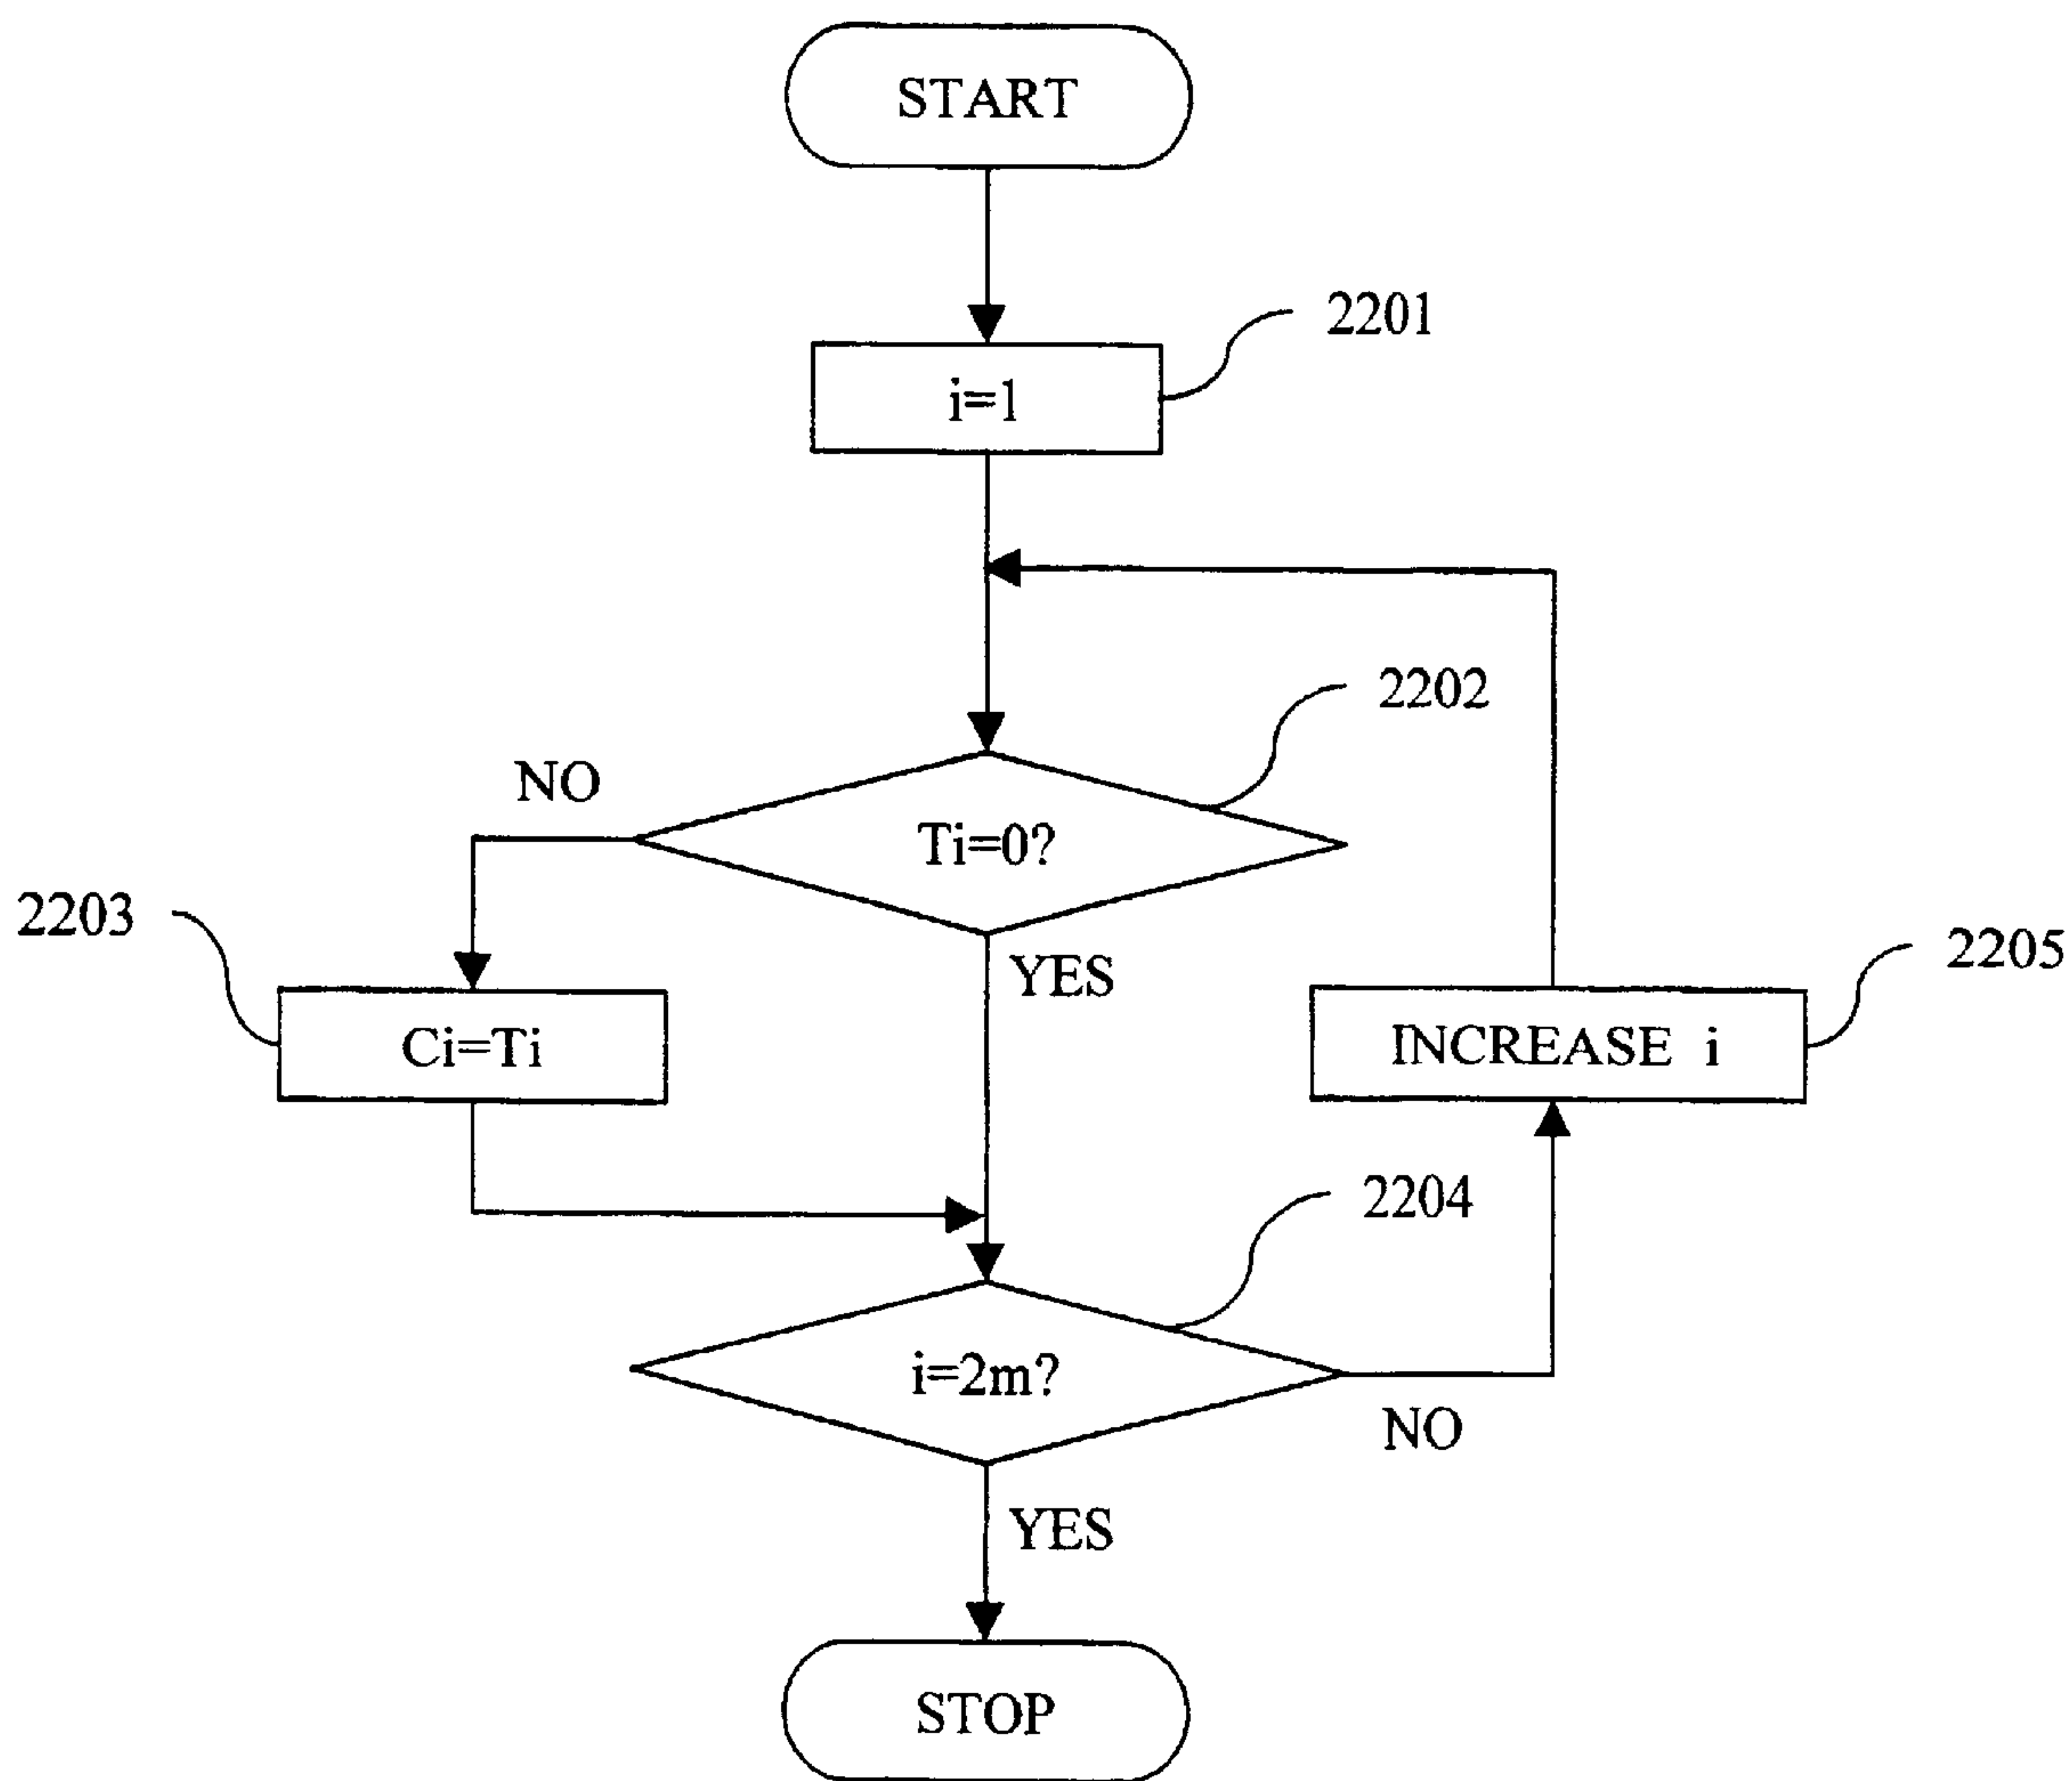 START
2201
i=1
2202
NO
Ti=0?
2203
YES
2205
Ci=Ti
INCREASE i
2204
i=2m?
NO
YES
STOP